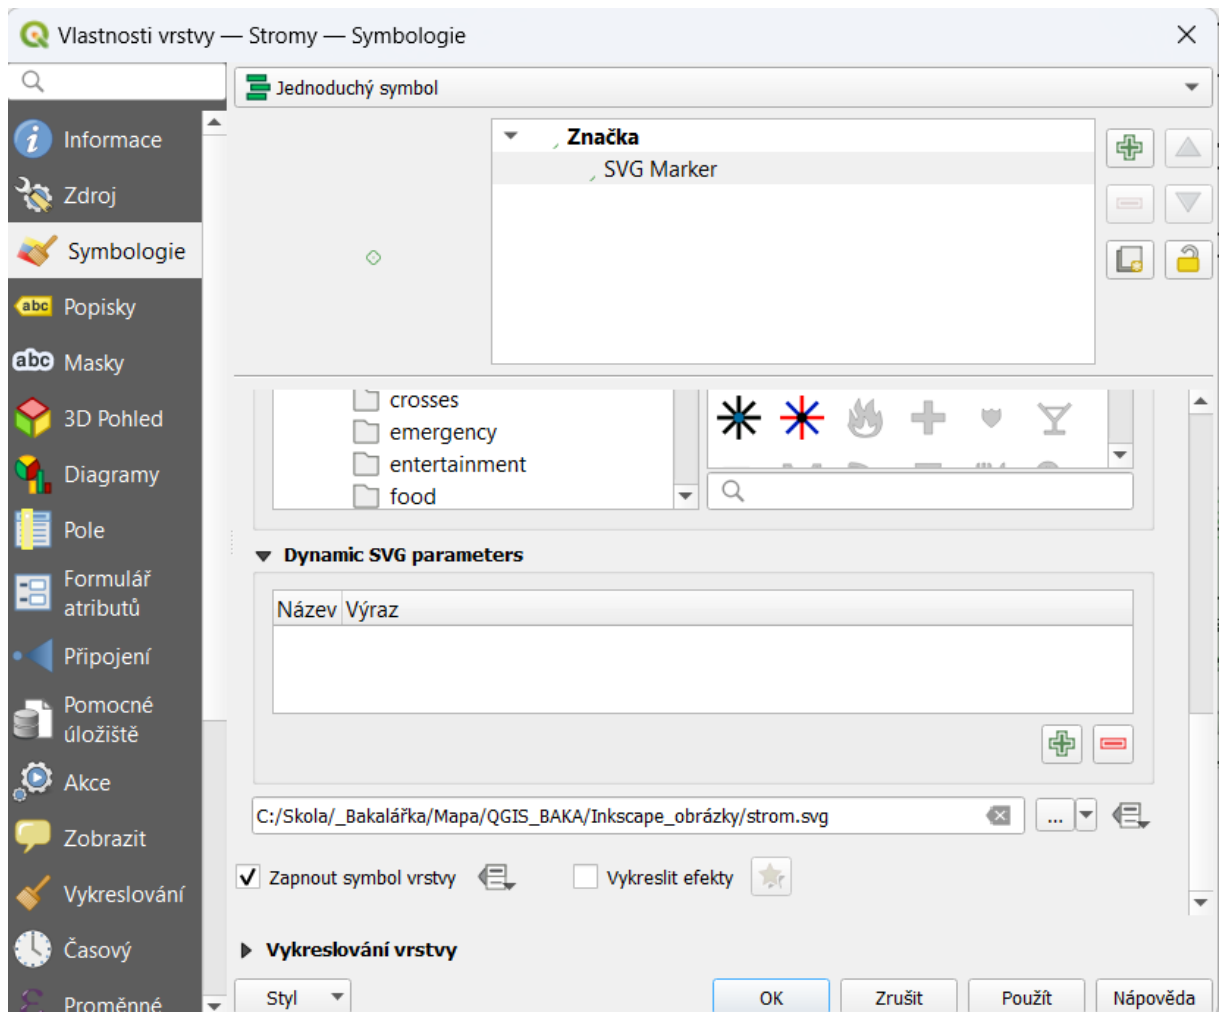 Vlastnosti vrstvy — Stromy — Symbologie
Jednoduchý symbol
Informace
Zdroj
Symbologie
abc Popisky
abc Masky
3D Pohled
Diagramy
Pole
Formulář
atributů
Připojení
Pomocné
úložiště
Akce
Zobrazit
Vykreslování
Časový
Proměnné
Značka
SVG Marker
crosses
emergency
entertainment
food
Dynamic SVG parameters
Název Výraz
C:/Skola/_Bakalářka/Mapa/QGIS_BAKA/Inkscape_obrázky/strom.svg
...
Zapnout symbol vrstvy
Vykreslit efekty
Vykreslování vrstvy
Styl
OK
Zrušit
Použít
Nápověda